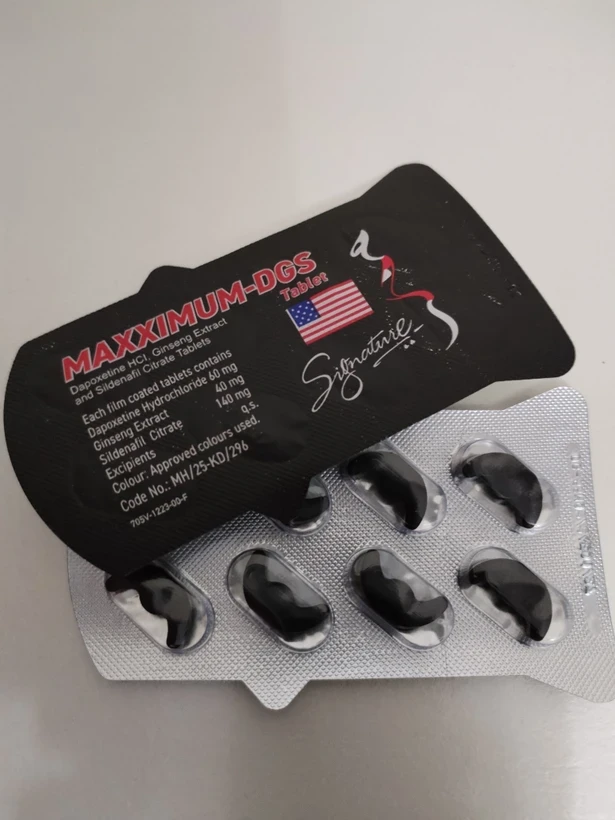 MAXXIMUM-DGS
Tablet
Dapoxetine HCl, Ginseng Extract
and Sildenafil Citrate Tablets
Each film coated tablets contains
Dapoxetine Hydrochloride 60 mg
Ginseng Extract 40 mg
Sildenafil Citrate 140 mg
Excipients q.s.
Colour: Approved colours used.
Code No.: MH/25-KD/296
70SV-1223-00-F
Signature